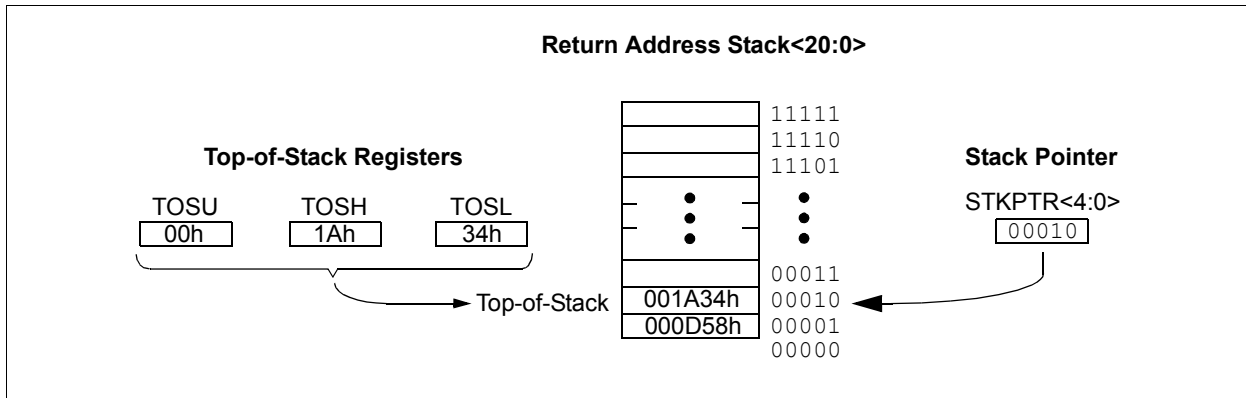 Return Address Stack<20:0>
11111
11110
Top-of-Stack Registers
11101
Stack Pointer
TOSU TOSH TOSL
STKPTR<4:0>
00h 1Ah 34h
00010
00011
Top-of-Stack 001A34h 00010
000D58h 00001
00000